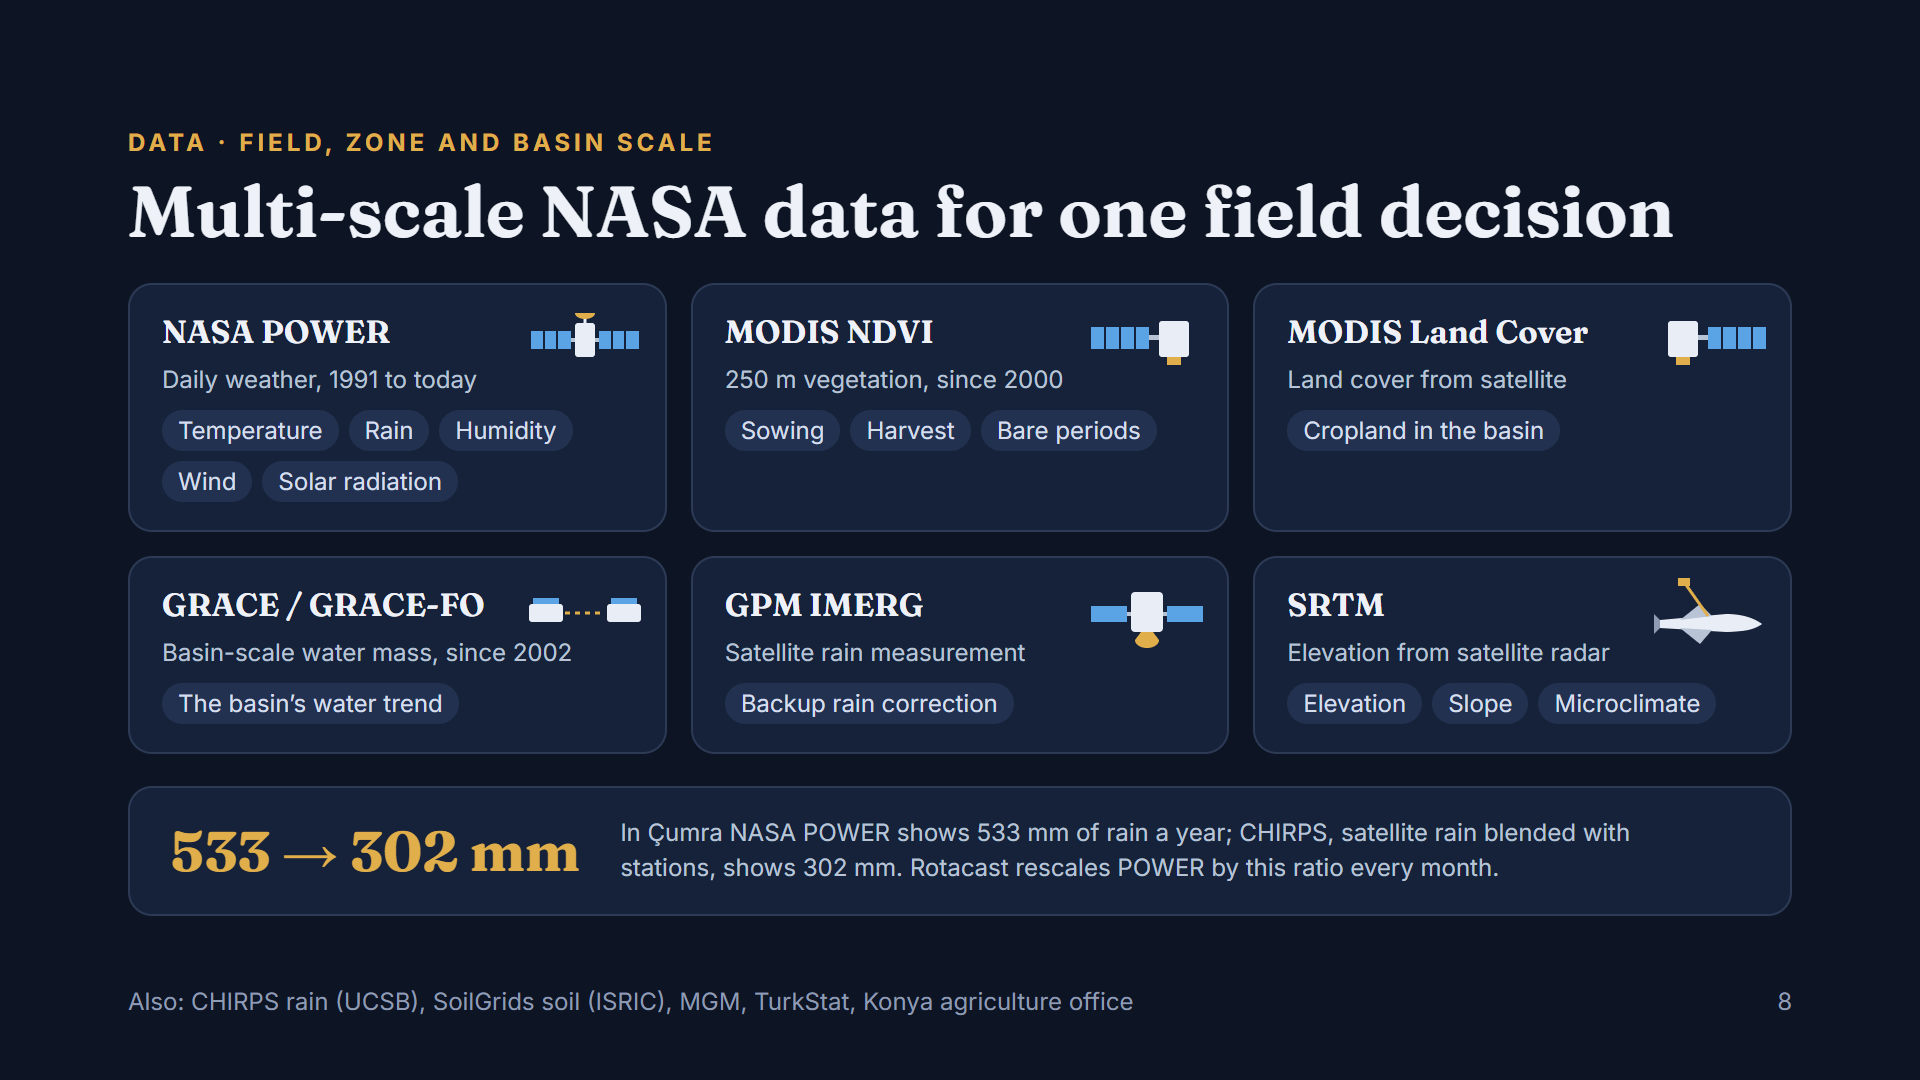 DATA · FIELD, ZONE AND BASIN SCALE
Multi-scale NASA data for one field decision
NASA POWER
Daily weather, 1991 to today
Temperature Rain Humidity
Wind Solar radiation
MODIS NDVI
250 m vegetation, since 2000
Sowing Harvest Bare periods
MODIS Land Cover
Land cover from satellite
Cropland in the basin
GRACE / GRACE-FO
Basin-scale water mass, since 2002
The basin’s water trend
GPM IMERG
Satellite rain measurement
Backup rain correction
SRTM
Elevation from satellite radar
Elevation Slope Microclimate
533 → 302 mm
In Çumra NASA POWER shows 533 mm of rain a year; CHIRPS, satellite rain blended with
stations, shows 302 mm. Rotacast rescales POWER by this ratio every month.
Also: CHIRPS rain (UCSB), SoilGrids soil (ISRIC), MGM, TurkStat, Konya agriculture office
8